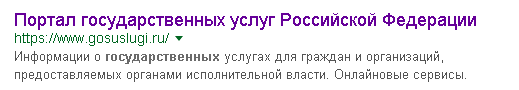 Портал государственных услуг Российской Федерации
https://www.gosuslugi.ru/
Информации о государственных услугах для граждан и организаций,
предоставляемых органами исполнительной власти. Онлайновые сервисы.